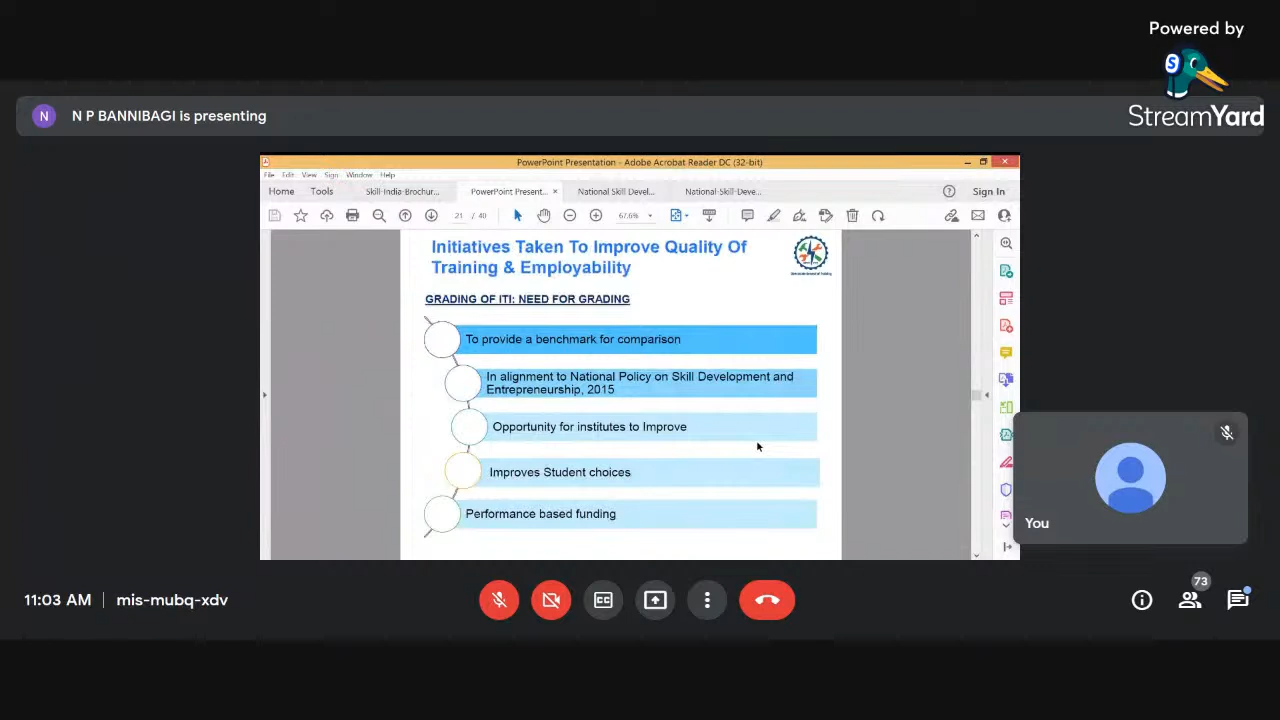 Powered by
StreamYard
N
N P BANNIBAGI is presenting
PowerPoint Presentation - Adobe Acrobat Reader DC (32-bit)
File Edit View Sign Window Help
Home Tools Skill-India-Brochur... PowerPoint Present... × National Skill Devel... National-Skill-Deve... Sign In
21 / 40 67.6%
Initiatives Taken To Improve Quality Of
Training & Employability
GRADING OF ITI: NEED FOR GRADING
To provide a benchmark for comparison
In alignment to National Policy on Skill Development and
Entrepreneurship, 2015
Opportunity for institutes to Improve
Improves Student choices
Performance based funding
You
11:03 AM | mis-mubq-xdv
73